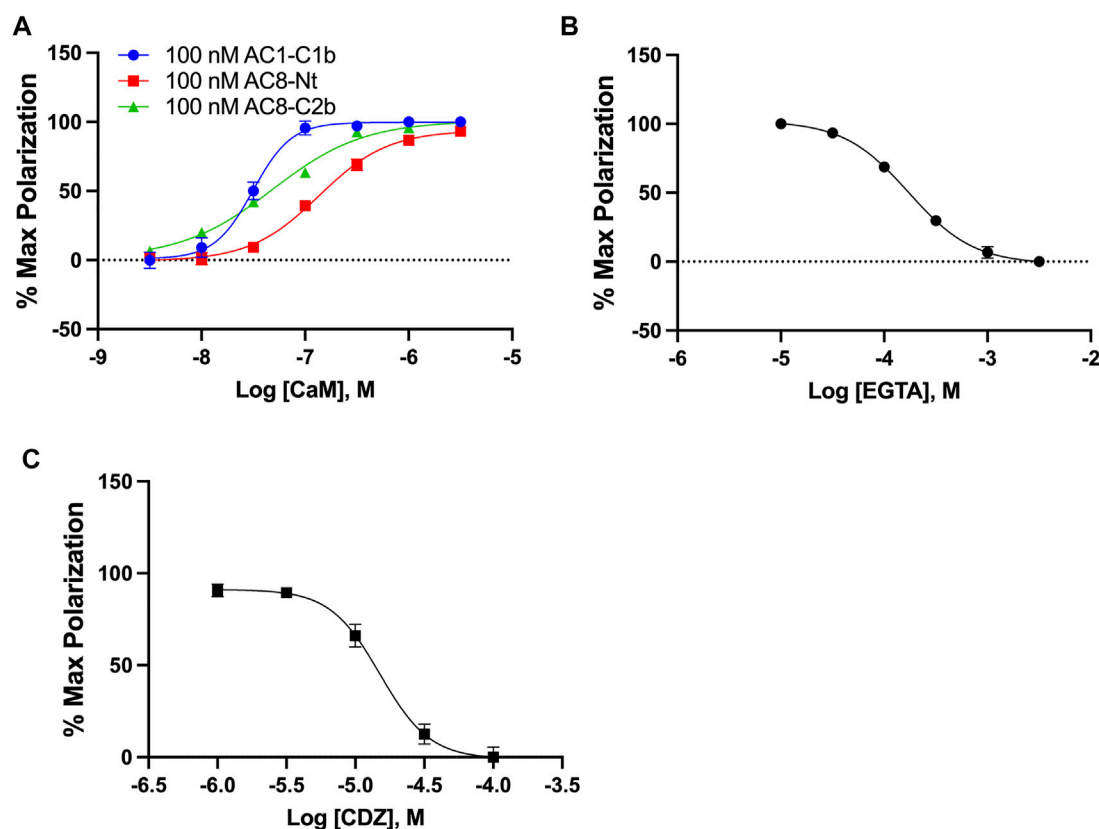 A
% Max Polarization
150
100
50
0
-50
100 nM AC1-C1b
100 nM AC8-Nt
100 nM AC8-C2b
-9 -8 -7 -6 -5
Log [CaM], M
B
% Max Polarization
150
100
50
0
-50
-6 -5 -4 -3 -2
Log [EGTA], M
C
% Max Polarization
150
100
50
0
-6.5 -6.0 -5.5 -5.0 -4.5 -4.0 -3.5
Log [CDZ], M